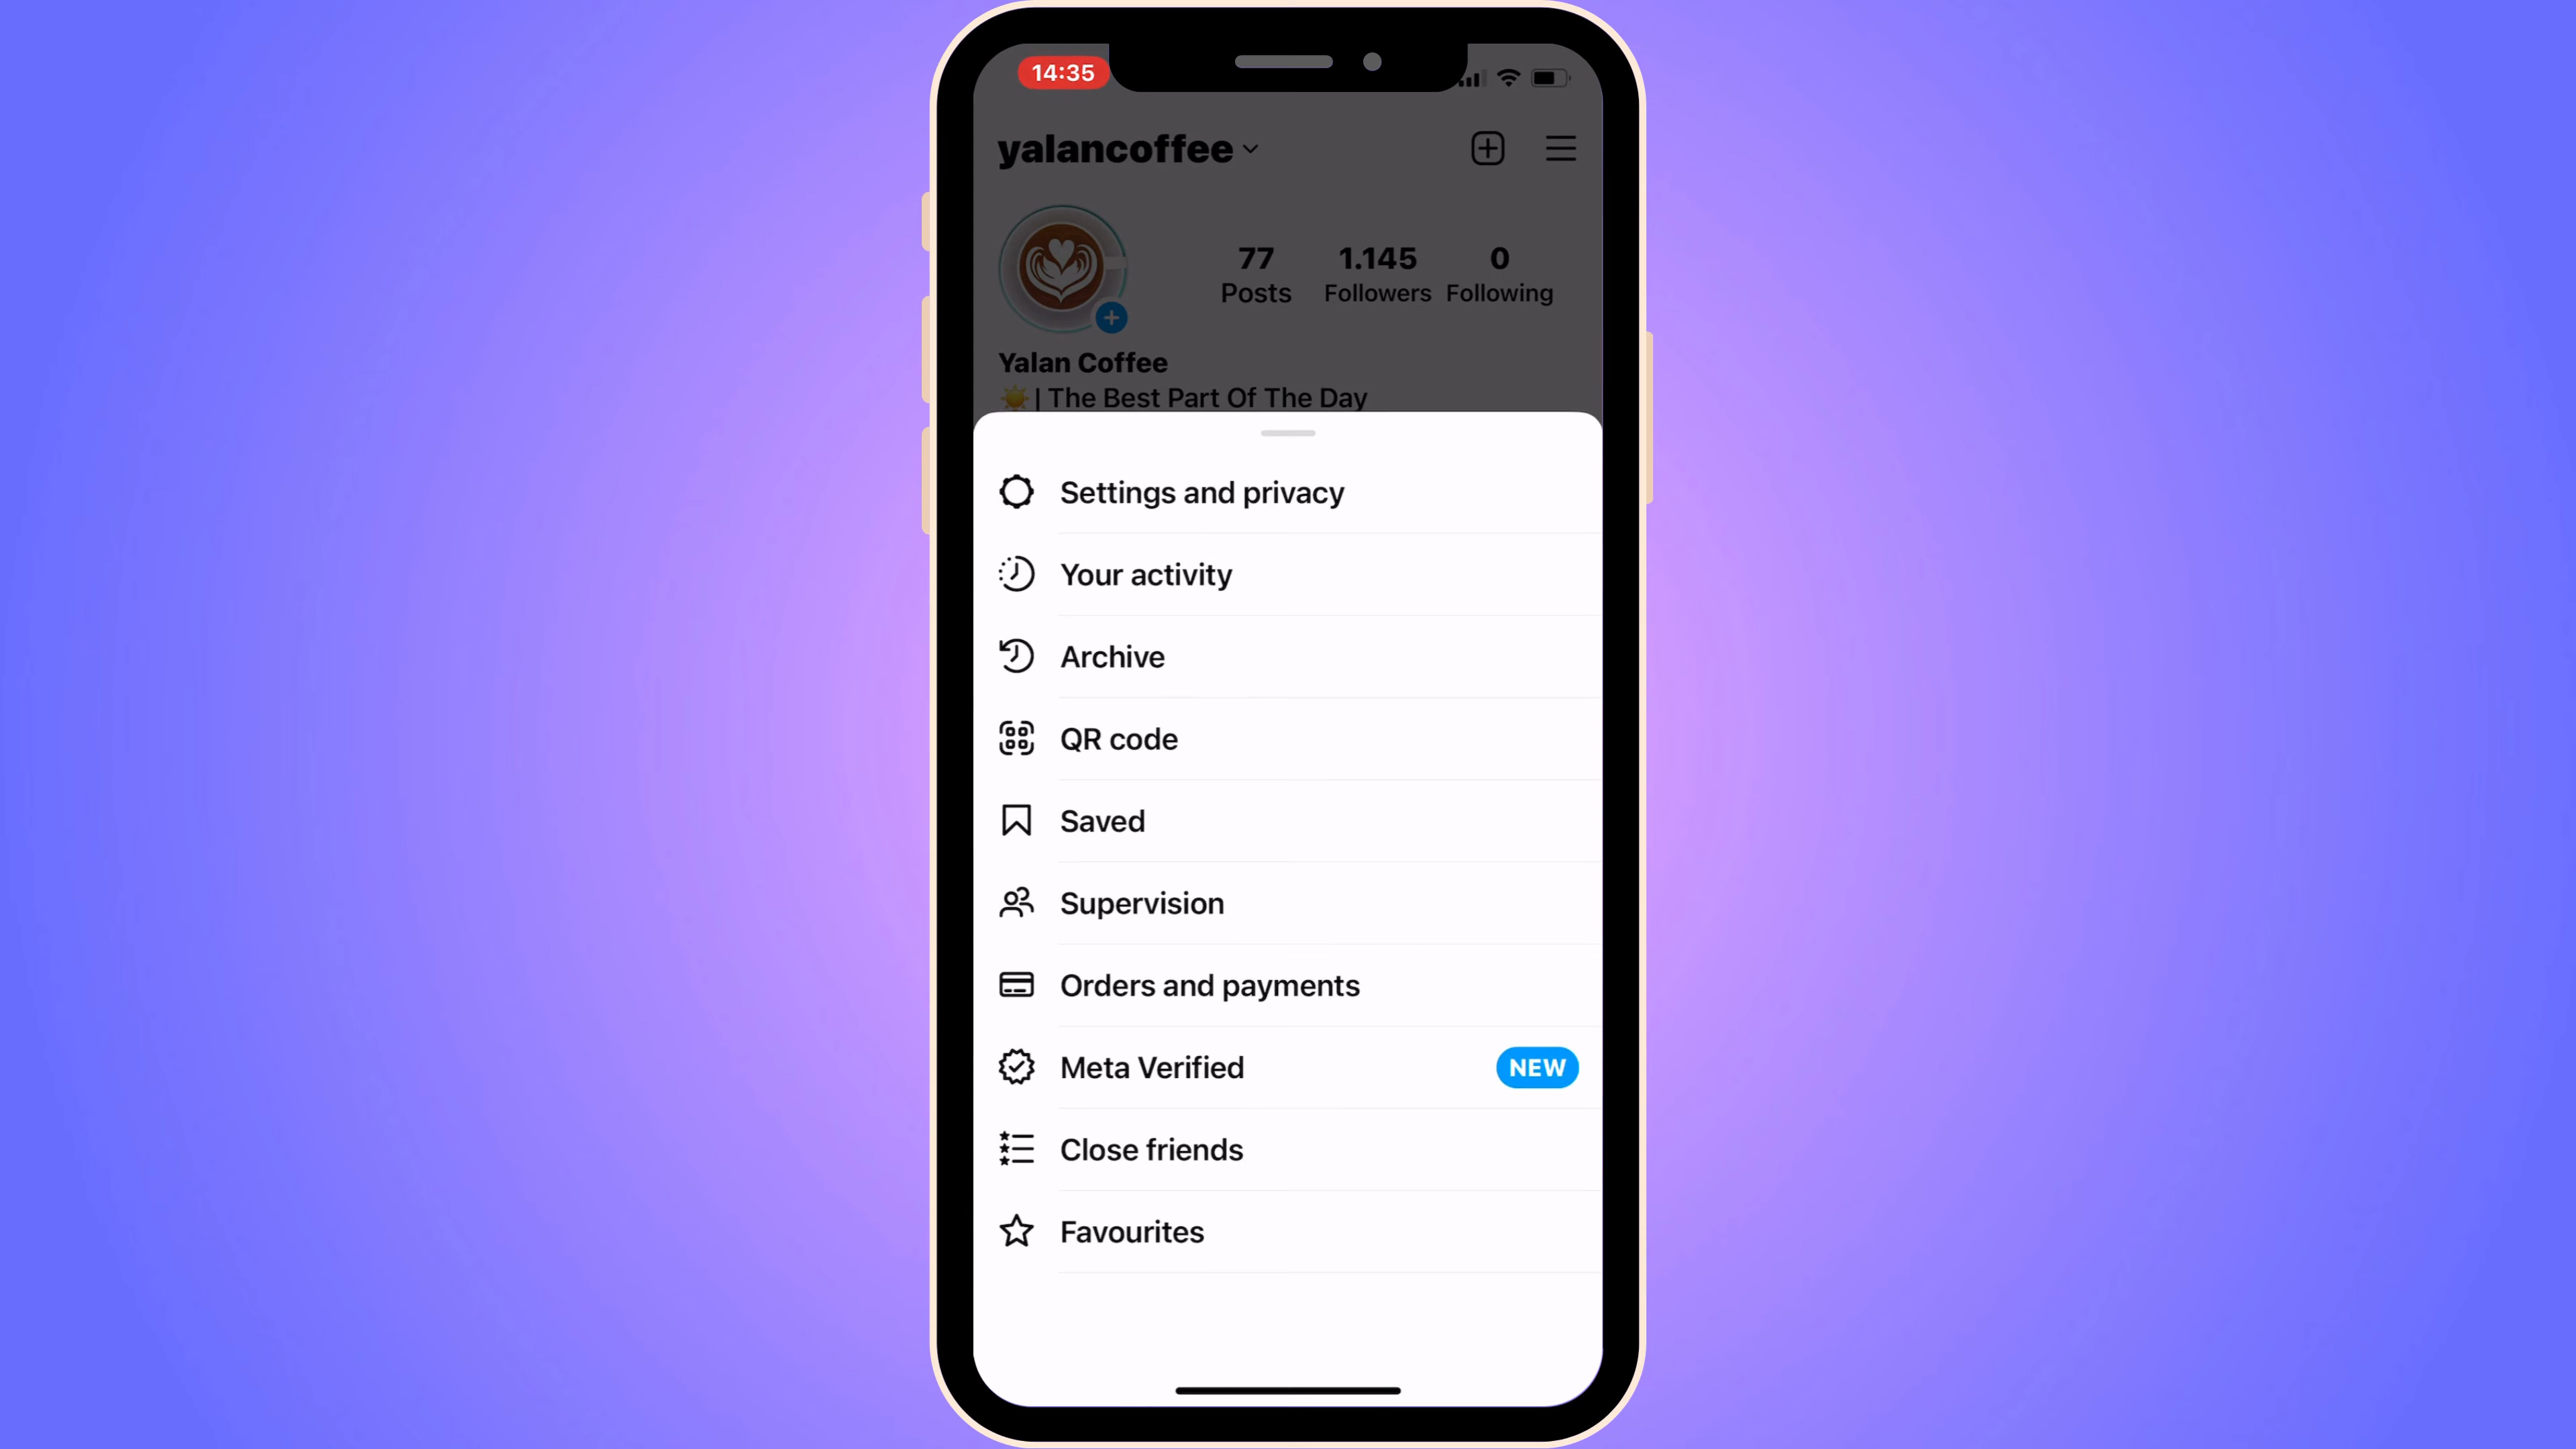 14:35
yalancoffee
77 1.145 0
Posts Followers Following
Yalan Coffee
☀️| The Best Part Of The Day
Settings and privacy
Your activity
Archive
QR code
Saved
Supervision
Orders and payments
Meta Verified NEW
Close friends
Favourites